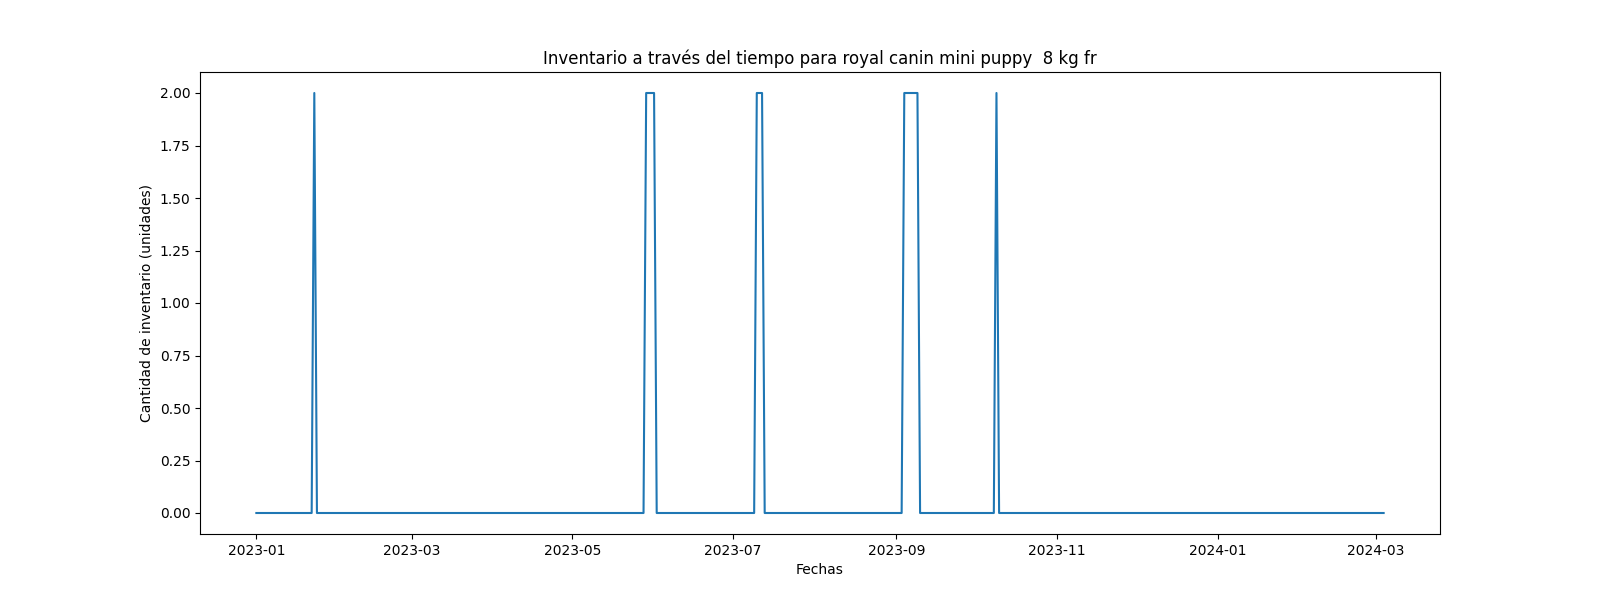 Inventario a través del tiempo para royal canin mini puppy  8 kg fr
Cantidad de inventario (unidades)
2.00
1.75
1.50
1.25
1.00
0.75
0.50
0.25
0.00
2023-01 2023-03 2023-05 2023-07 2023-09 2023-11 2024-01 2024-03
Fechas